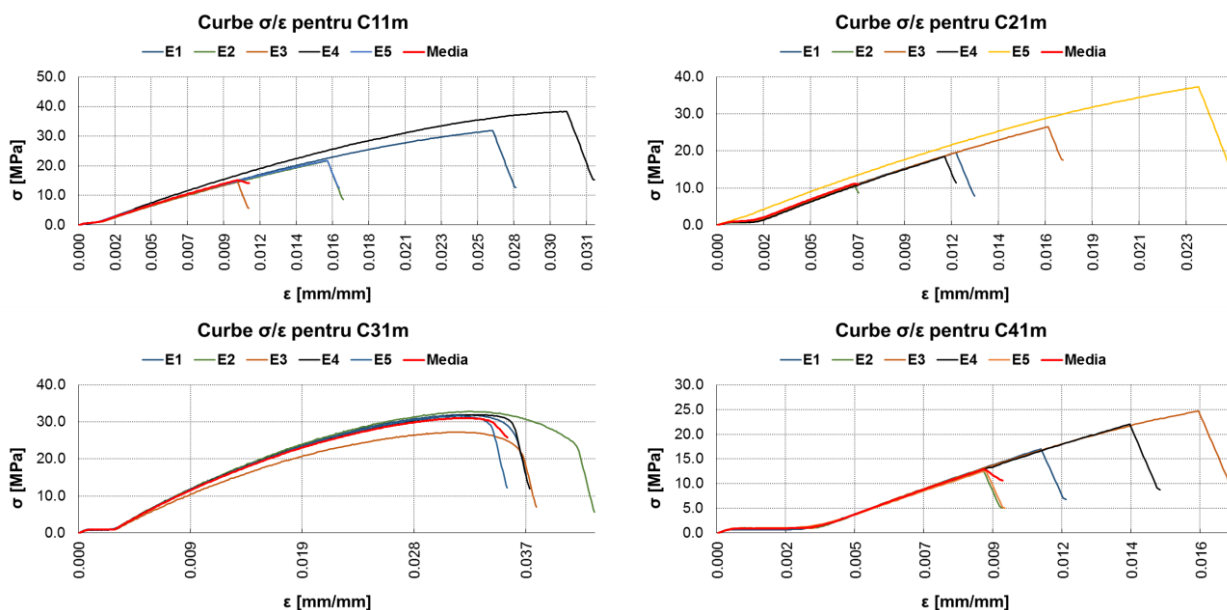 Curbe σ/ε pentru C11m
E1 E2 E3 E4 E5 Media
50.0
40.0
30.0
20.0
10.0
0.0
σ [MPa]
0.000 0.002 0.005 0.007 0.009 0.012 0.014 0.016 0.018 0.021 0.023 0.026 0.028 0.030 0.031
ε [mm/mm]
Curbe σ/ε pentru C21m
E1 E2 E3 E4 E5 Media
40.0
30.0
20.0
10.0
0.0
σ [MPa]
0.000 0.002 0.007 0.009 0.012 0.016 0.019 0.021 0.023
ε [mm/mm]
Curbe σ/ε pentru C31m
E1 E2 E3 E4 E5 Media
40.0
30.0
20.0
10.0
0.0
σ [MPa]
0.000 0.009 0.019 0.028 0.037
ε [mm/mm]
Curbe σ/ε pentru C41m
E1 E2 E3 E4 E5 Media
30.0
25.0
20.0
15.0
10.0
5.0
0.0
σ [MPa]
0.000 0.002 0.005 0.007 0.009 0.012 0.014 0.016
ε [mm/mm]